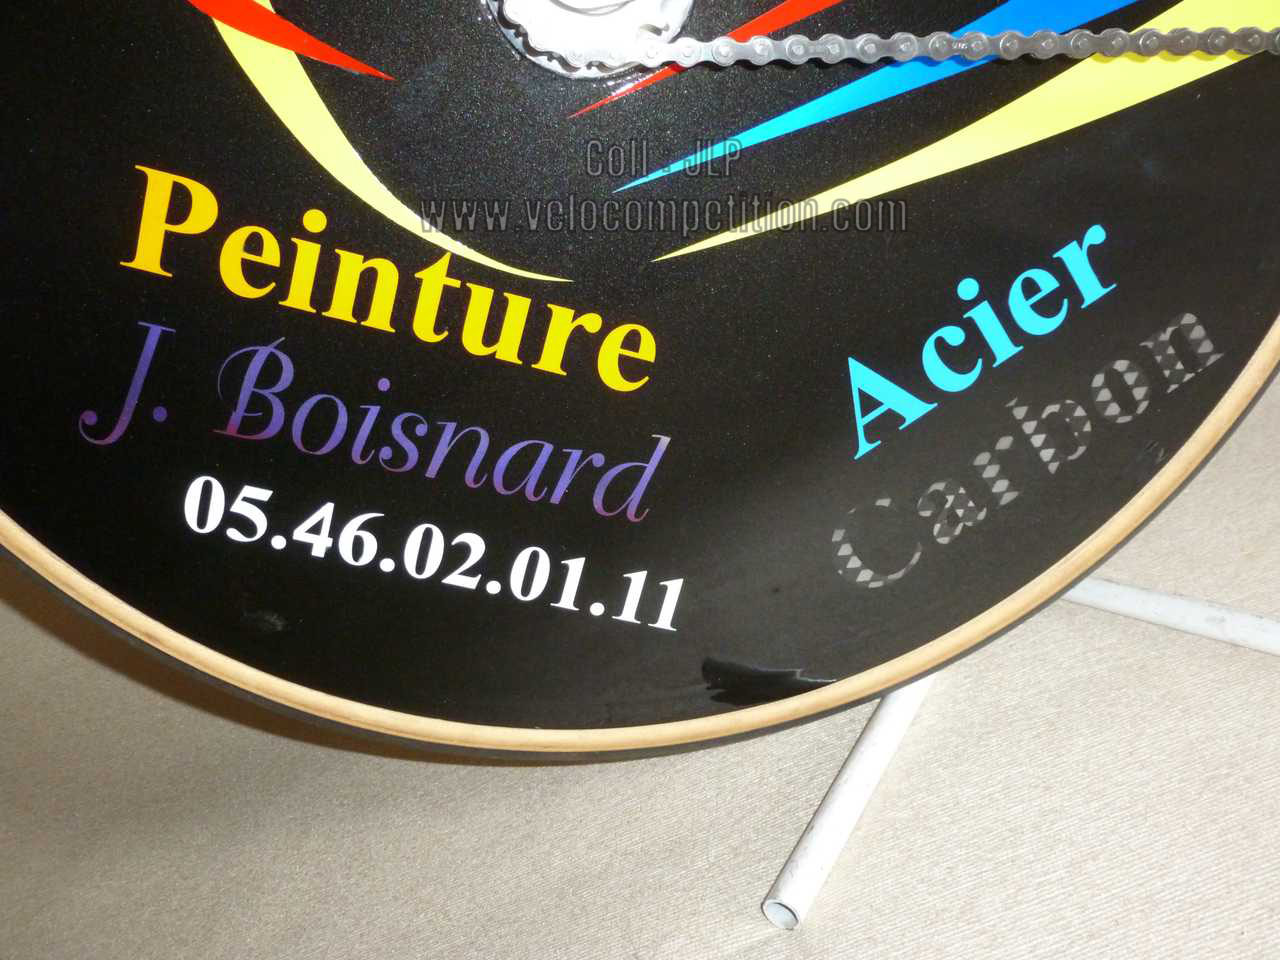 Coll - JLP
www.velocompetition.com
Peinture
J. Boisnard
05.46.02.01.11
Acier
Carbon